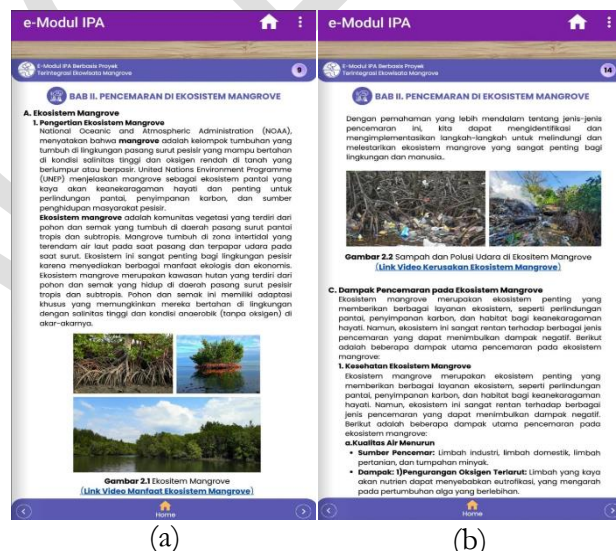 e-Modul IPA
E-Modul IPA Berbasis Proyek
Terintegrasi Ekowisata Mangrove
9
BAB II. PENCEMARAN DI EKOSISTEM MANGROVE
A. Ekosistem Mangrove
1. Pengertian Ekosistem Mangrove
National Oceanic and Atmospheric Administration (NOAA),
menyatakan bahwa mangrove adalah kelompok tumbuhan yang
tumbuh di lingkungan pasang surut pesisir yang mampu bertahan
di kondisi salinitas tinggi dan oksigen rendah di tanah yang
berlumpur atau berpasir. United Nations Environment Programme
(UNEP) menjelaskan mangrove sebagai ekosistem pantai yang
kaya akan keanekaragaman hayati dan penting untuk
perlindungan pantai, penyimpanan karbon, dan sumber
penghidupan masyarakat pesisir.
Ekosistem mangrove adalah komunitas vegetasi yang terdiri dari
pohon dan semak yang tumbuh di daerah pasang surut pantai
tropis dan subtropis. Mangrove tumbuh di zona intertidal yang
terendam air laut pada saat pasang dan terpapar udara pada
saat surut. Ekosistem ini sangat penting bagi lingkungan pesisir
karena menyediakan berbagai manfaat ekologis dan ekonomis.
Ekosistem mangrove merupakan kawasan hutan yang terdiri dari
pohon dan semak yang hidup di daerah pasang surut pesisir
tropis dan subtropis. Pohon dan semak ini memiliki adaptasi
khusus yang memungkinkan mereka bertahan di lingkungan
dengan salinitas tinggi dan kondisi anaerobik (tanpa oksigen) di
akar-akarnya.
Gambar 2.1 Ekositem Mangrove
(Link Video Manfaat Ekosistem Mangrove)
Home
(a)
e-Modul IPA
E-Modul IPA Berbasis Proyek
Terintegrasi Ekowisata Mangrove
14
BAB II. PENCEMARAN DI EKOSISTEM MANGROVE
Dengan pemahaman yang lebih mendalam tentang jenis-jenis
pencemaran ini, kita dapat mengidentifikasi dan
mengimplementasikan langkah-langkah untuk melindungi dan
melestarikan ekosistem mangrove yang sangat penting bagi
lingkungan dan manusia..
Gambar 2.2 Sampah dan Polusi Udara di Ekositem Mangrove
(Link Video Kerusakan Ekosistem Mangrove)
C. Dampak Pencemaran pada Ekosistem Mangrove
Ekosistem mangrove merupakan ekosistem penting yang
memberikan berbagai layanan ekosistem, seperti perlindungan
pantai, penyimpanan karbon, dan habitat bagi keanekaragaman
hayati. Namun, ekosistem ini sangat rentan terhadap berbagai jenis
pencemaran yang dapat menimbulkan dampak negatif. Berikut
adalah beberapa dampak utama pencemaran pada ekosistem
mangrove:
1. Kesehatan Ekosistem Mangrove
Ekosistem mangrove merupakan ekosistem penting yang
memberikan berbagai layanan ekosistem, seperti perlindungan
pantai, penyimpanan karbon, dan habitat bagi keanekaragaman
hayati. Namun, ekosistem ini sangat rentan terhadap berbagai
jenis pencemaran yang dapat menimbulkan dampak negatif.
Berikut adalah beberapa dampak utama pencemaran pada
ekosistem mangrove:
a.Kualitas Air Menurun
• Sumber Pencemar: Limbah industri, limbah domestik, limbah
pertanian, dan tumpahan minyak.
• Dampak: 1)Pengurangan Oksigen Terlarut: Limbah yang kaya
akan nutrien dapat menyebabkan eutrofikasi, yang mengarah
pada pertumbuhan alga yang berlebihan.
Home
(b)